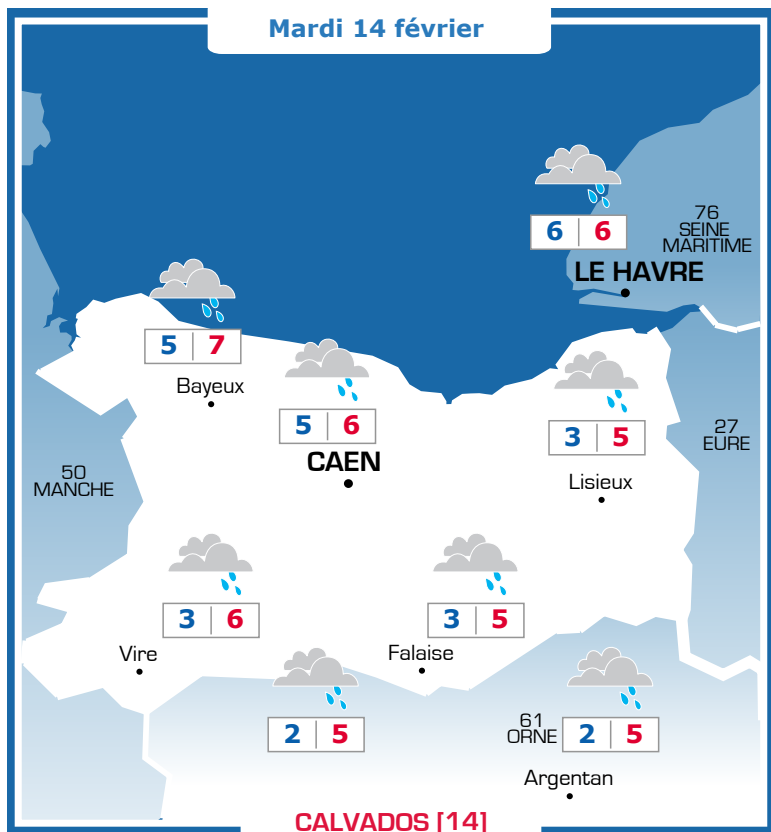 Mardi 14 février
6 6
76
SEINE
MARITIME
LE HAVRE
5 7
Bayeux
5 6
CAEN
3 5
Lisieux
27
EURE
50
MANCHE
3 6
Vire
3 5
Falaise
2 5
61
ORNE
2 5
Argentan
CALVADOS [14]